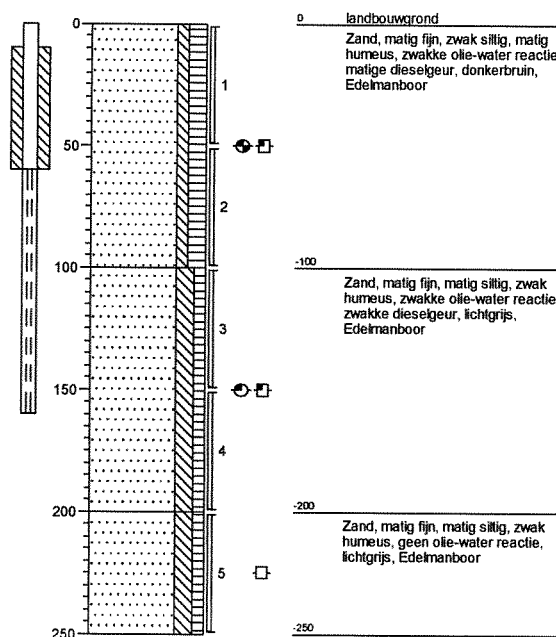 0
50
100
150
200
250
1
2
3
4
5
0 landbouwgrond
Zand, matig fijn, zwak siltig, matig
humeus, zwakke olie-water reactie,
matige dieselgeur, donkerbruin,
Edelmanboor
-100
Zand, matig fijn, matig siltig, zwak
humeus, zwakke olie-water reactie,
zwakke dieselgeur, lichtgrijs,
Edelmanboor
-200
Zand, matig fijn, matig siltig, zwak
humeus, geen olie-water reactie,
lichtgrijs, Edelmanboor
-250